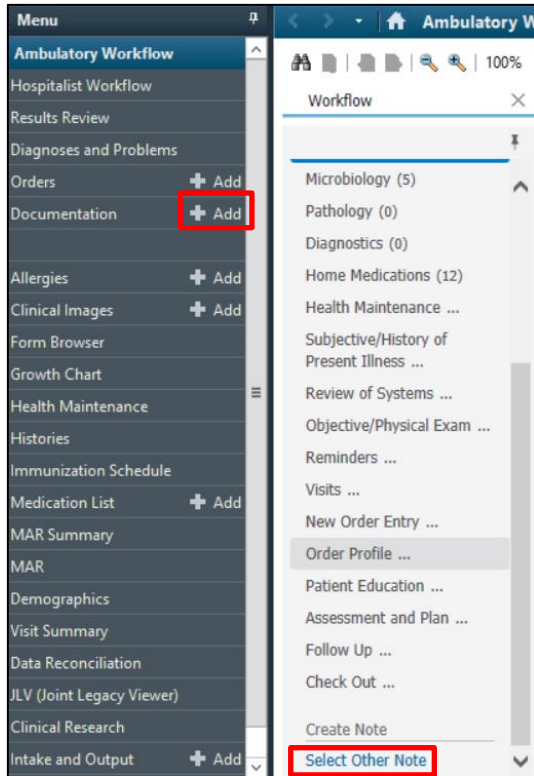 Menu
Ambulatory Workflow
Hospitalist Workflow
Results Review
Diagnoses and Problems
Orders Add
Documentation Add
Allergies Add
Clinical Images Add
Form Browser
Growth Chart
Health Maintenance
Histories
Immunization Schedule
Medication List Add
MAR Summary
MAR
Demographics
Visit Summary
Data Reconciliation
JLV (Joint Legacy Viewer)
Clinical Research
Intake and Output Add
Ambulatory W
100%
Workflow
Microbiology (5)
Pathology (0)
Diagnostics (0)
Home Medications (12)
Health Maintenance ...
Subjective/History of
Present Illness ...
Review of Systems ...
Objective/Physical Exam ...
Reminders ...
Visits ...
New Order Entry ...
Order Profile ...
Patient Education ...
Assessment and Plan ...
Follow Up ...
Check Out ...
Create Note
Select Other Note